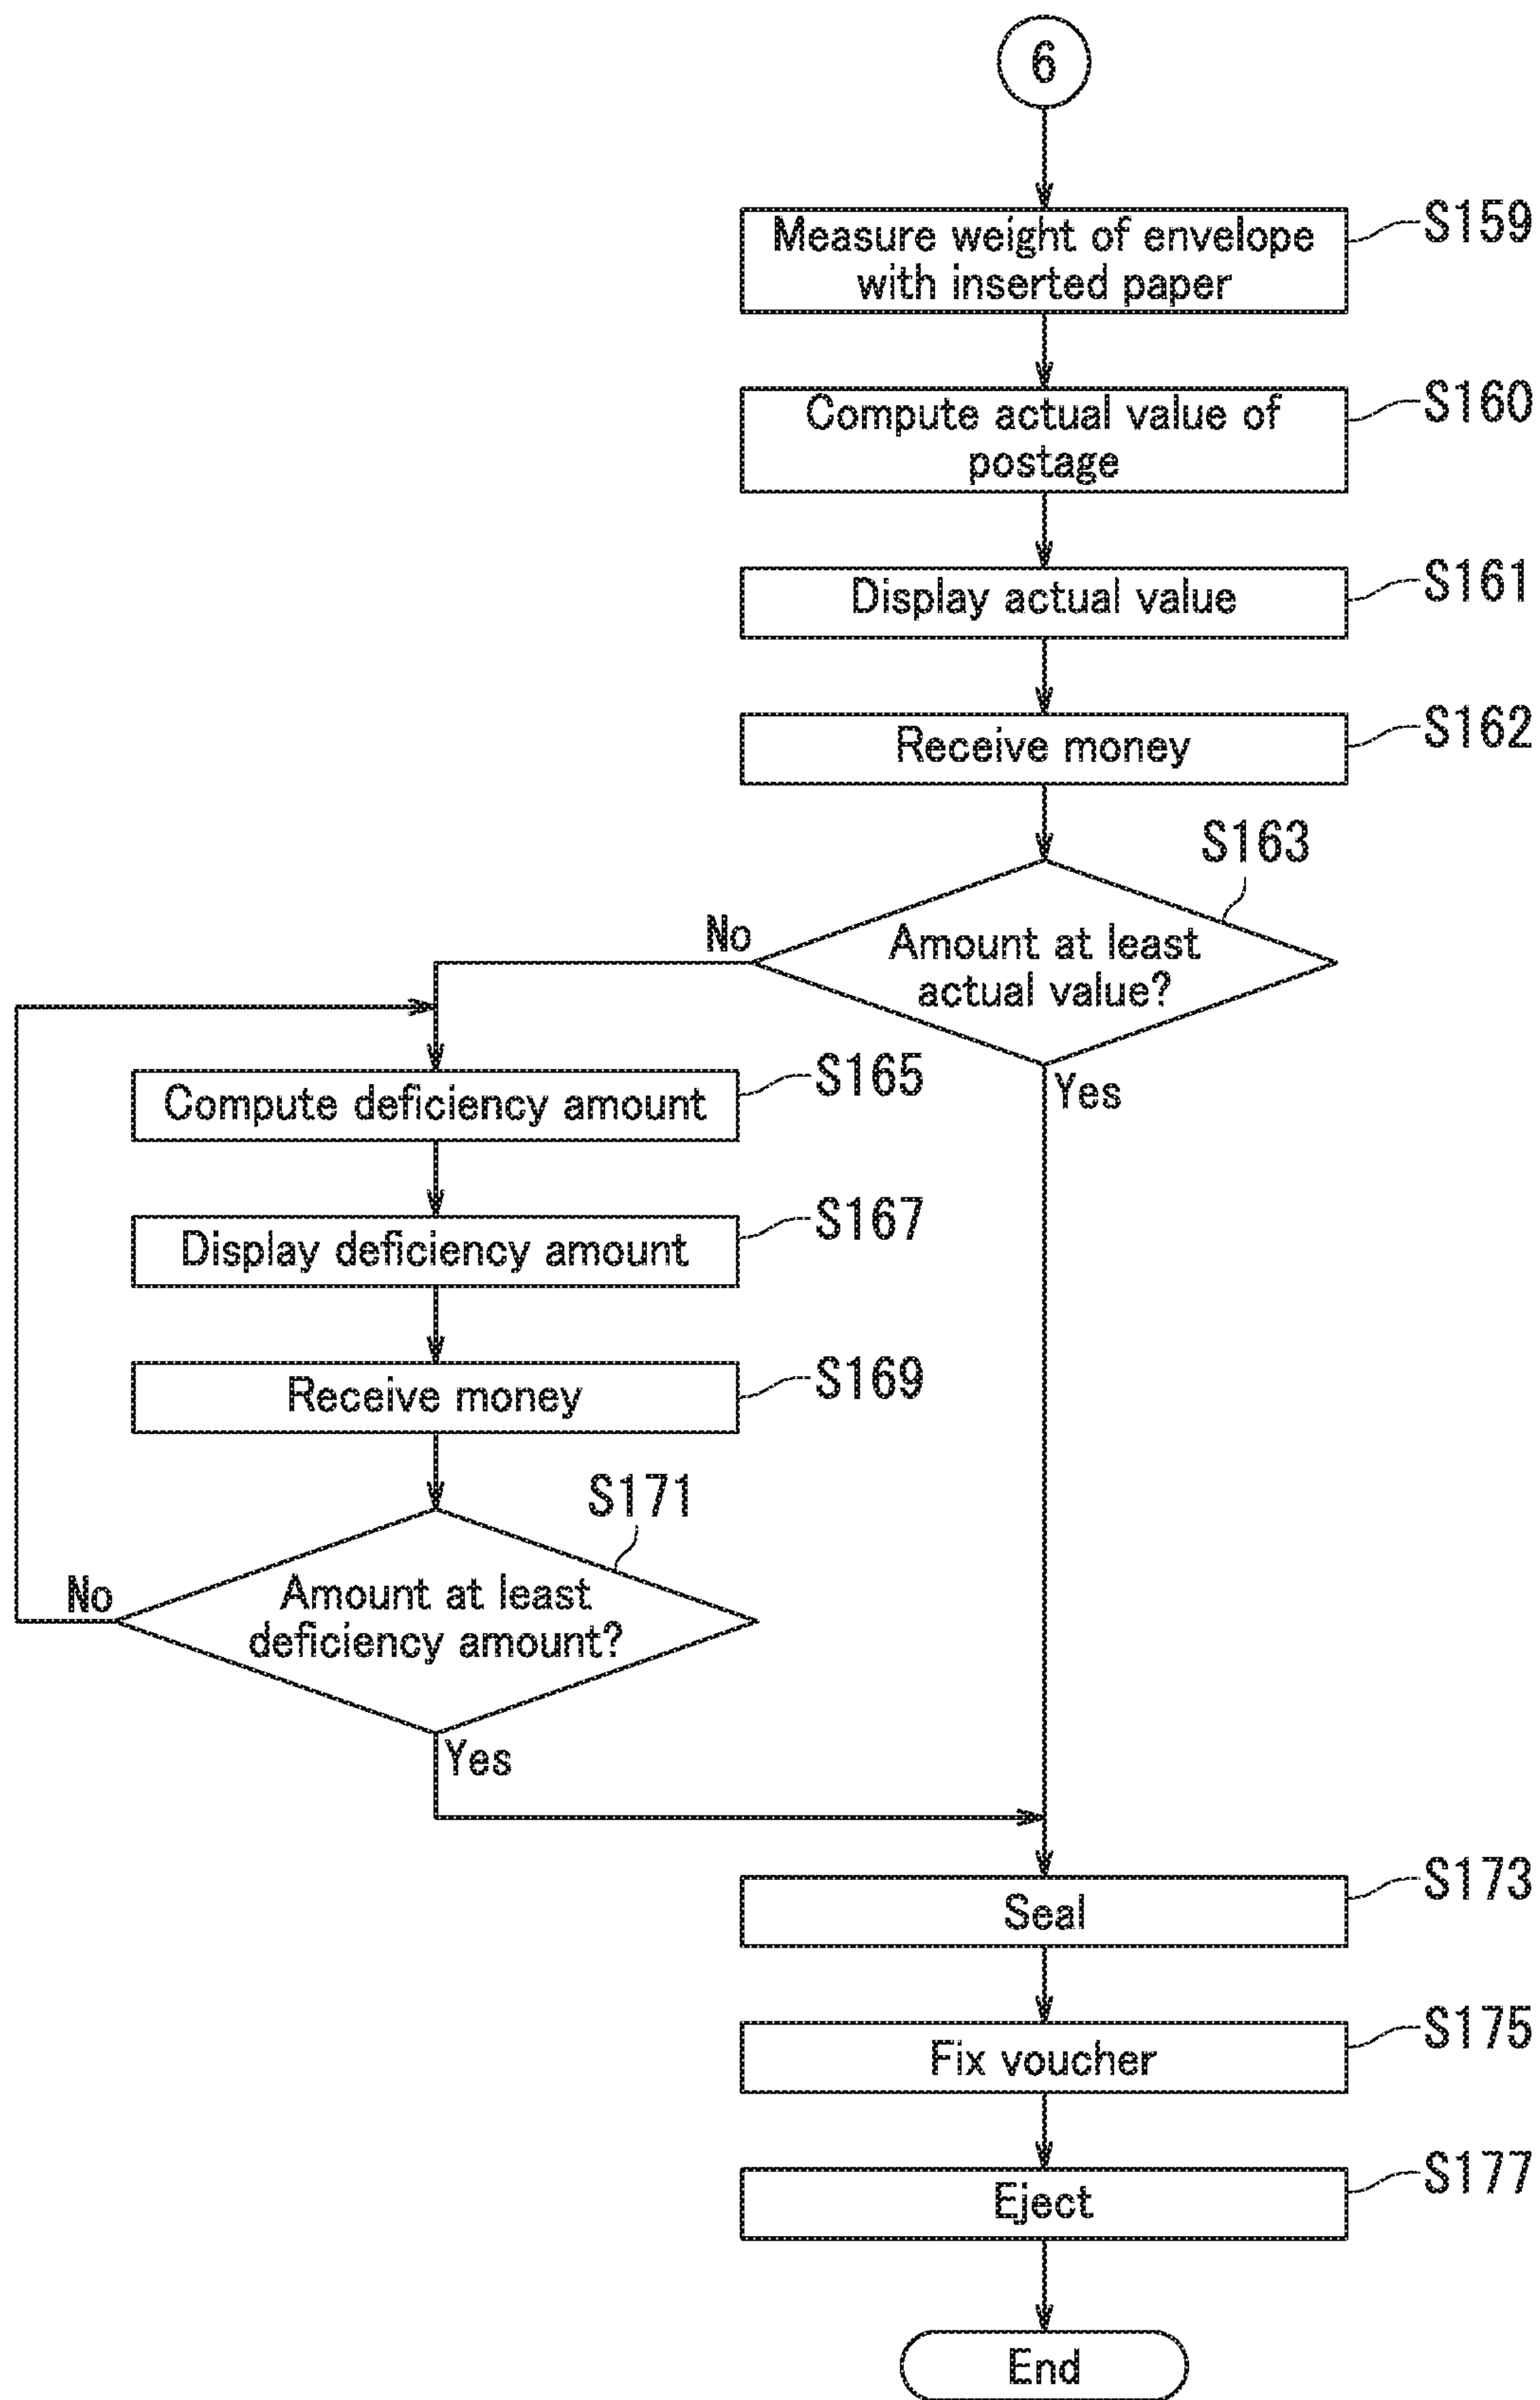 6
Measure weight of envelope
with inserted paper
S159
Compute actual value of
postage
S160
Display actual value
S161
Receive money
S162
S163
Amount at least
actual value?
No
Yes
Compute deficiency amount
S165
Display deficiency amount
S167
Receive money
S169
S171
Amount at least
deficiency amount?
No
Yes
Seal
S173
Fix voucher
S175
Eject
S177
End